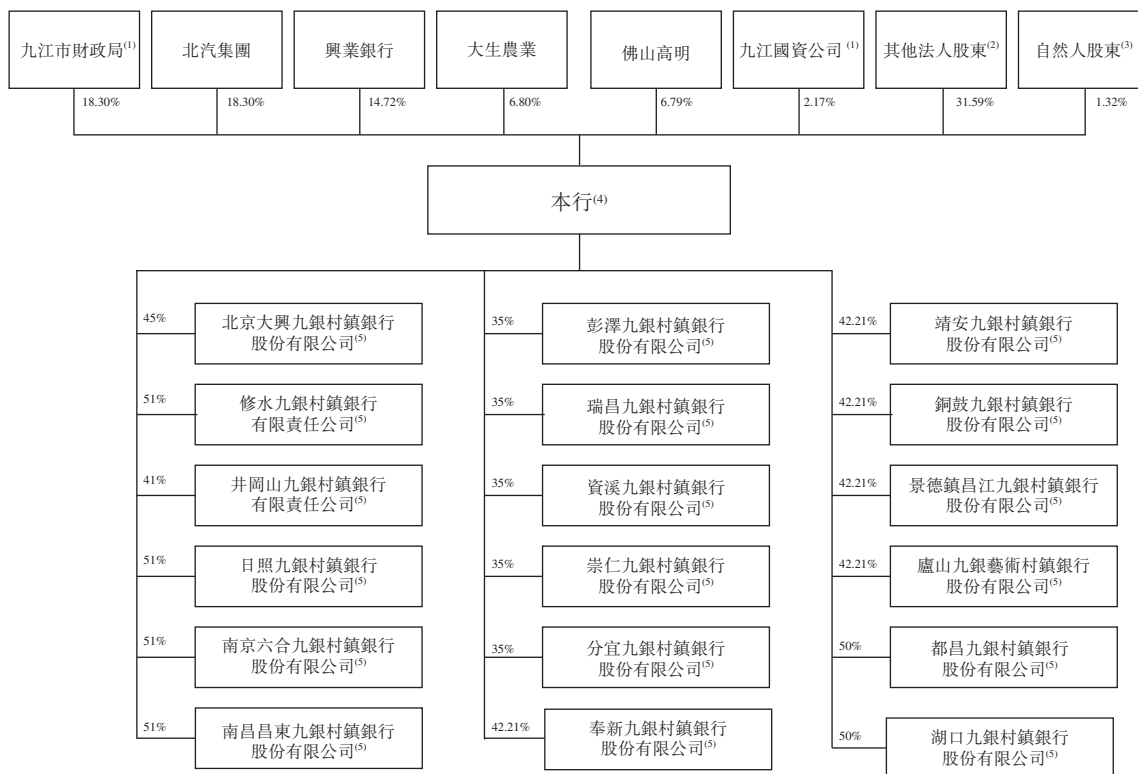 九江市財政局(1)
北汽集團
興業銀行
大生農業
佛山高明
九江國資公司(1)
其他法人股東(2)
自然人股東(3)
18.30%
18.30%
14.72%
6.80%
6.79%
2.17%
31.59%
1.32%
本行(4)
45%
北京大興九銀村鎮銀行
股份有限公司(5)
51%
修水九銀村鎮銀行
有限責任公司(5)
41%
井岡山九銀村鎮銀行
有限責任公司(5)
51%
日照九銀村鎮銀行
股份有限公司(5)
51%
南京六合九銀村鎮銀行
股份有限公司(5)
51%
南昌昌東九銀村鎮銀行
股份有限公司(5)
35%
彭澤九銀村鎮銀行
股份有限公司(5)
35%
瑞昌九銀村鎮銀行
股份有限公司(5)
35%
資溪九銀村鎮銀行
股份有限公司(5)
35%
崇仁九銀村鎮銀行
股份有限公司(5)
35%
分宜九銀村鎮銀行
股份有限公司(5)
42.21%
奉新九銀村鎮銀行
股份有限公司(5)
42.21%
靖安九銀村鎮銀行
股份有限公司(5)
42.21%
銅鼓九銀村鎮銀行
股份有限公司(5)
42.21%
景德鎮昌江九銀村鎮銀行
股份有限公司(5)
42.21%
廬山九銀藝術村鎮銀行
股份有限公司(5)
50%
都昌九銀村鎮銀行
股份有限公司(5)
50%
湖口九銀村鎮銀行
股份有限公司(5)